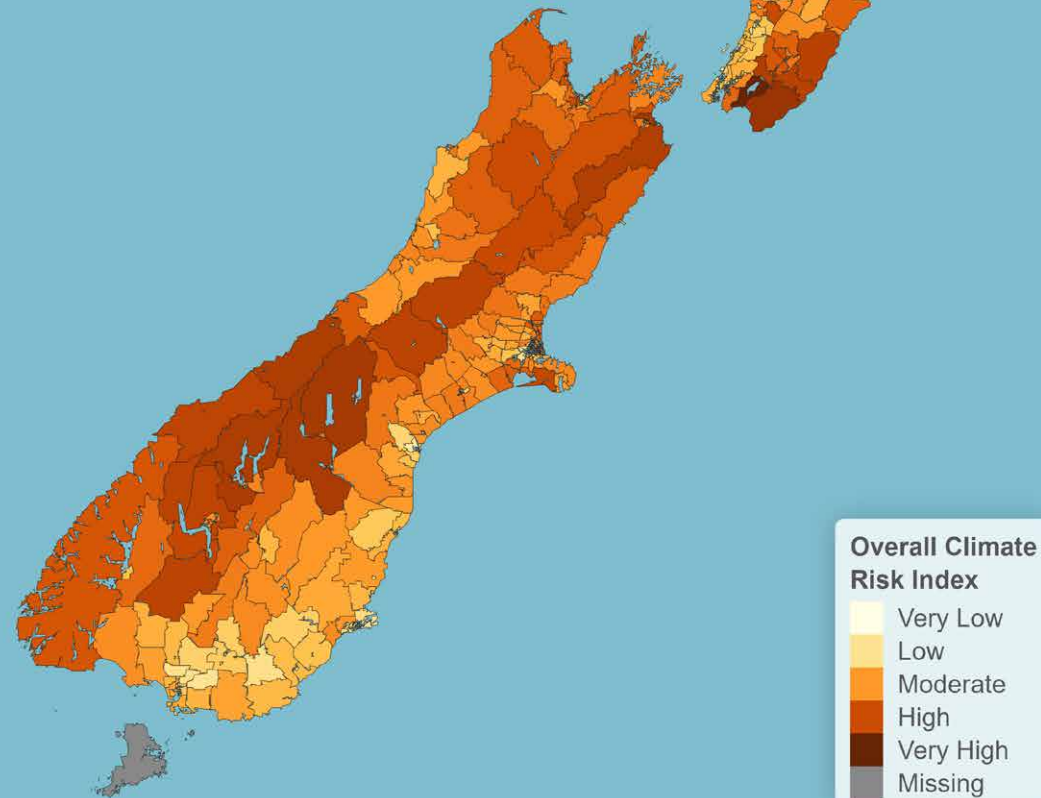 Overall Climate
Risk Index
Very Low
Low
Moderate
High
Very High
Missing